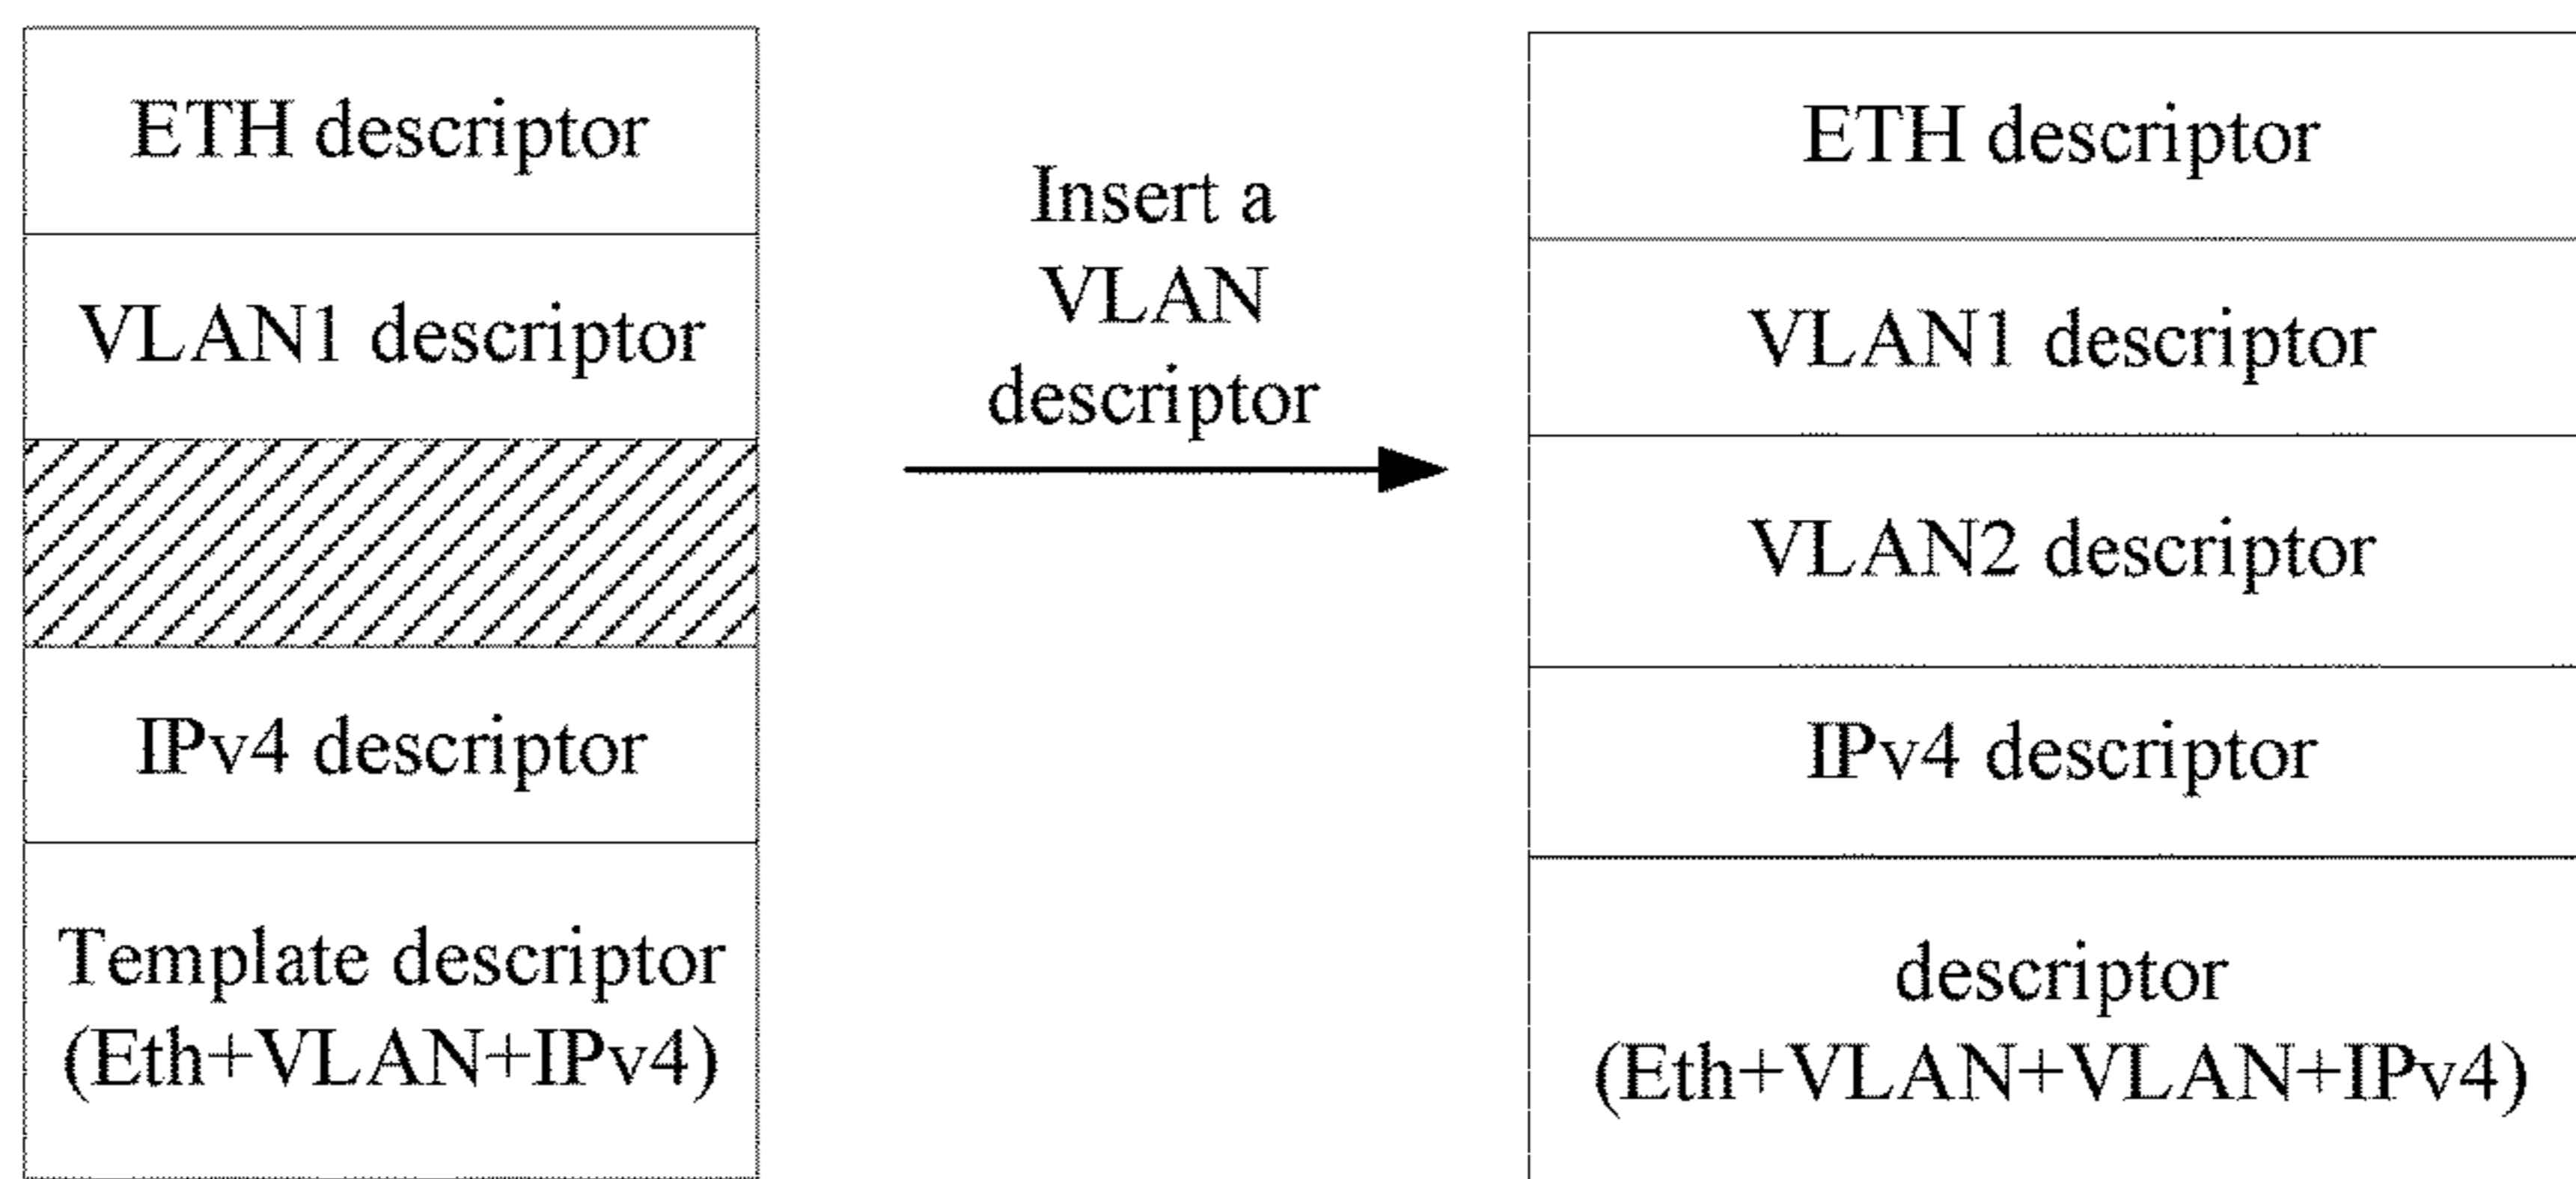 ETH descriptor
VLAN1 descriptor
IPv4 descriptor
Template descriptor
(Eth+VLAN+IPv4)
Insert a
VLAN
descriptor
ETH descriptor
VLAN1 descriptor
VLAN2 descriptor
IPv4 descriptor
descriptor
(Eth+VLAN+VLAN+IPv4)